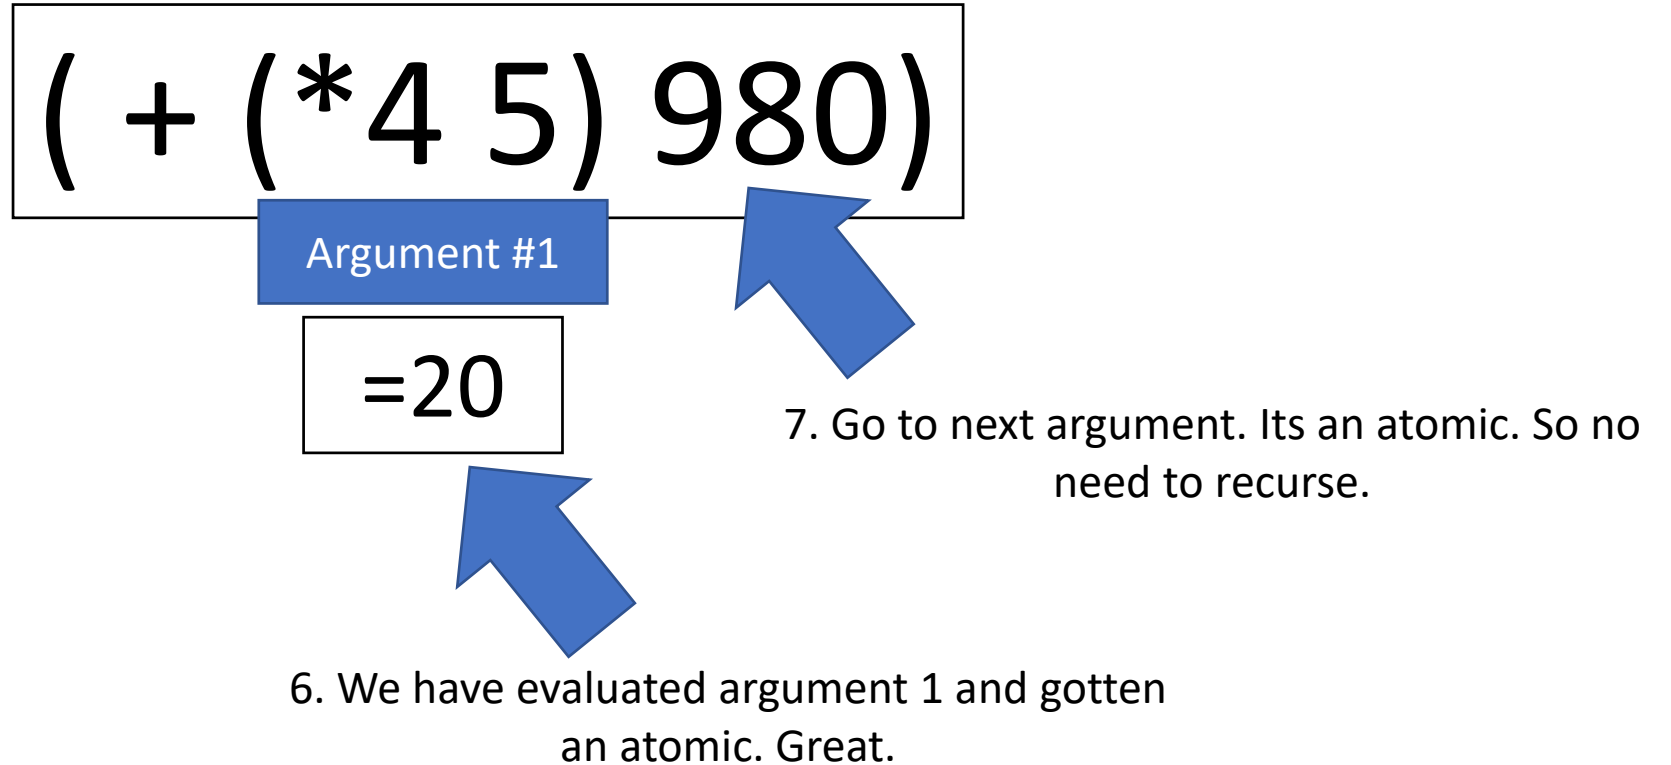 ( + (*4 5) 980)
Argument #1
=20
7. Go to next argument. Its an atomic. So no
need to recurse.
6. We have evaluated argument 1 and gotten
an atomic. Great.